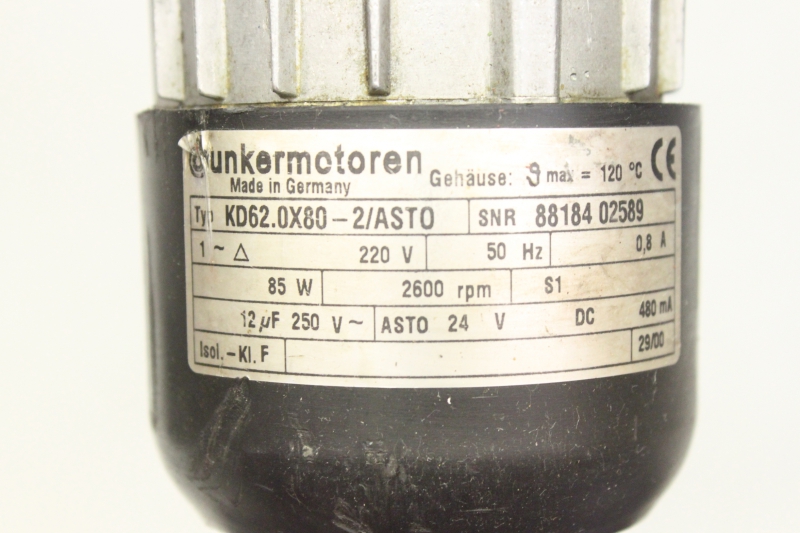 dunkermotoren
Made in Germany
Gehäuse: ϑ max = 120 °C CE
Typ KD62.0X80-2/ASTO SNR 88184 02589
1 ~ △ 220 V 50 Hz 0,8 A
85 W 2600 rpm S1
12 µF 250 V~ ASTO 24 V DC 480 mA
Isol.-Kl. F 29/00